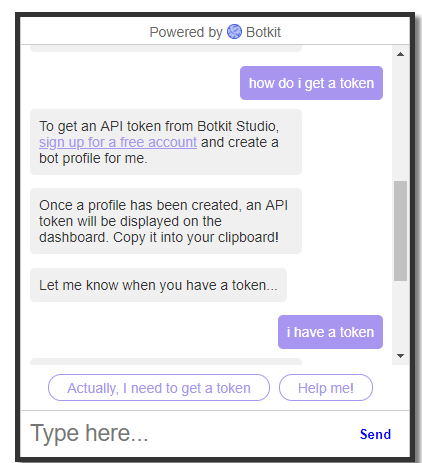 Powered by Botkit
how do i get a token
To get an API token from Botkit Studio,
sign up for a free account and create a
bot profile for me.
Once a profile has been created, an API
token will be displayed on the
dashboard. Copy it into your clipboard!
Let me know when you have a token...
i have a token
Actually, I need to get a token
Help me!
Type here...
Send